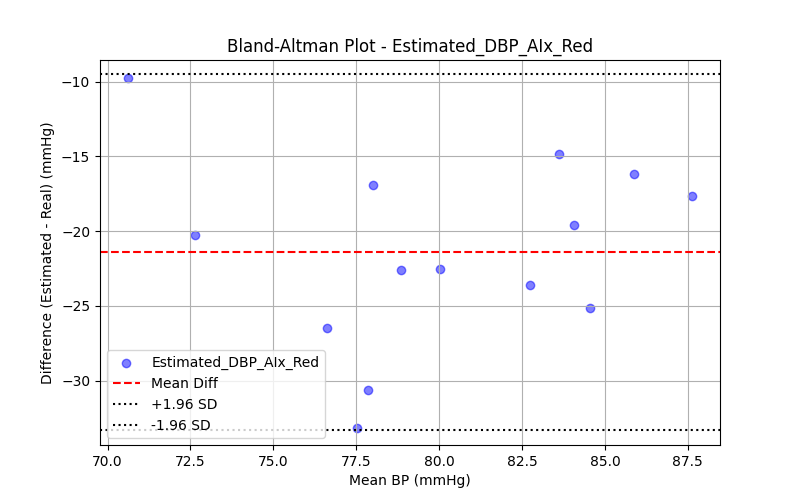 Bland-Altman Plot - Estimated_DBP_AIx_Red
Difference (Estimated - Real) (mmHg)
−10
−15
−20
−25
−30
Estimated_DBP_AIx_Red
Mean Diff
+1.96 SD
-1.96 SD
70.0 72.5 75.0 77.5 80.0 82.5 85.0 87.5
Mean BP (mmHg)